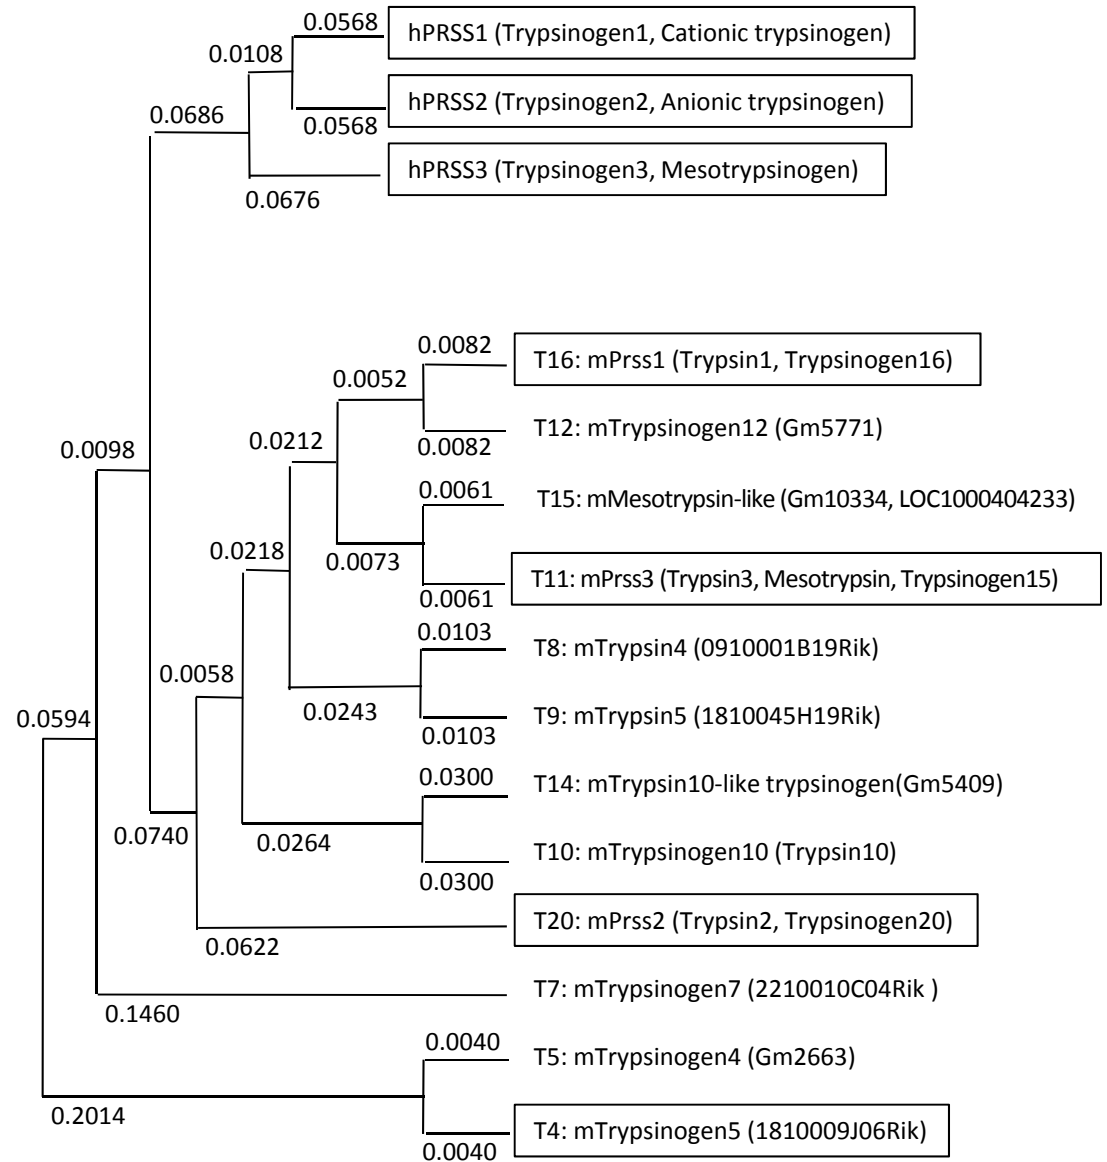 0.0568
hPRSS1 (Trypsinogen1, Cationic trypsinogen)
0.0108
0.0686
hPRSS2 (Trypsinogen2, Anionic trypsinogen)
0.0568
hPRSS3 (Trypsinogen3, Mesotrypsinogen)
0.0676
0.0082
T16: mPrss1 (Trypsin1, Trypsinogen16)
0.0052
T12: mTrypsinogen12 (Gm5771)
0.0082
0.0212
0.0098
0.0061
T15: mMesotrypsin-like (Gm10334, LOC1000404233)
0.0218
0.0073
T11: mPrss3 (Trypsin3, Mesotrypsin, Trypsinogen15)
0.0061
0.0103
T8: mTrypsin4 (0910001B19Rik)
0.0058
0.0243
0.0594
T9: mTrypsin5 (1810045H19Rik)
0.0103
0.0300
T14: mTrypsin10-like trypsinogen(Gm5409)
0.0740
0.0264
T10: mTrypsinogen10 (Trypsin10)
0.0300
T20: mPrss2 (Trypsin2, Trypsinogen20)
0.0622
T7: mTrypsinogen7 (2210010C04Rik )
0.1460
0.0040
T5: mTrypsinogen4 (Gm2663)
0.2014
T4: mTrypsinogen5 (1810009J06Rik)
0.0040